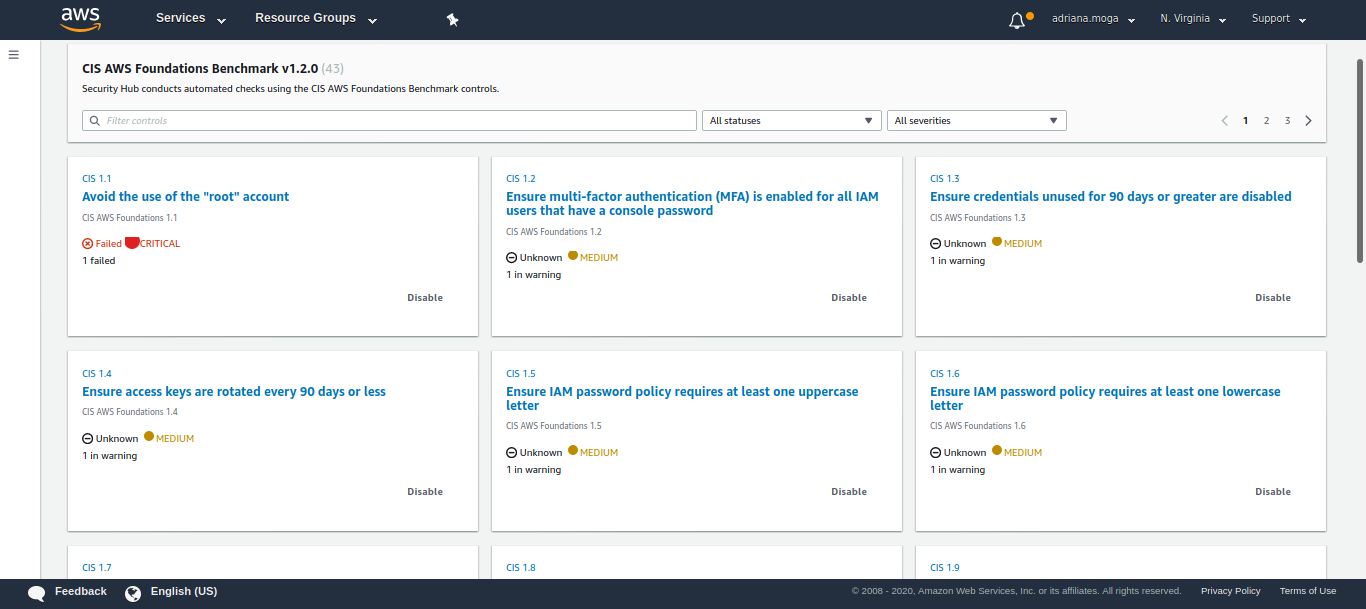 aws Services Resource Groups adriana.moga N. Virginia Support
CIS AWS Foundations Benchmark v1.2.0 (43)
Security Hub conducts automated checks using the CIS AWS Foundations Benchmark controls.
Filter controls All statuses All severities 1 2 3
CIS 1.1
Avoid the use of the "root" account
CIS AWS Foundations 1.1
Failed CRITICAL
1 failed
Disable
CIS 1.2
Ensure multi-factor authentication (MFA) is enabled for all IAM
users that have a console password
CIS AWS Foundations 1.2
Unknown MEDIUM
1 in warning
Disable
CIS 1.3
Ensure credentials unused for 90 days or greater are disabled
CIS AWS Foundations 1.3
Unknown MEDIUM
1 in warning
Disable
CIS 1.4
Ensure access keys are rotated every 90 days or less
CIS AWS Foundations 1.4
Unknown MEDIUM
1 in warning
Disable
CIS 1.5
Ensure IAM password policy requires at least one uppercase
letter
CIS AWS Foundations 1.5
Unknown MEDIUM
1 in warning
Disable
CIS 1.6
Ensure IAM password policy requires at least one lowercase
letter
CIS AWS Foundations 1.6
Unknown MEDIUM
1 in warning
Disable
CIS 1.7
CIS 1.8
CIS 1.9
Feedback English (US) © 2008 - 2020, Amazon Web Services, Inc. or its affiliates. All rights reserved. Privacy Policy Terms of Use